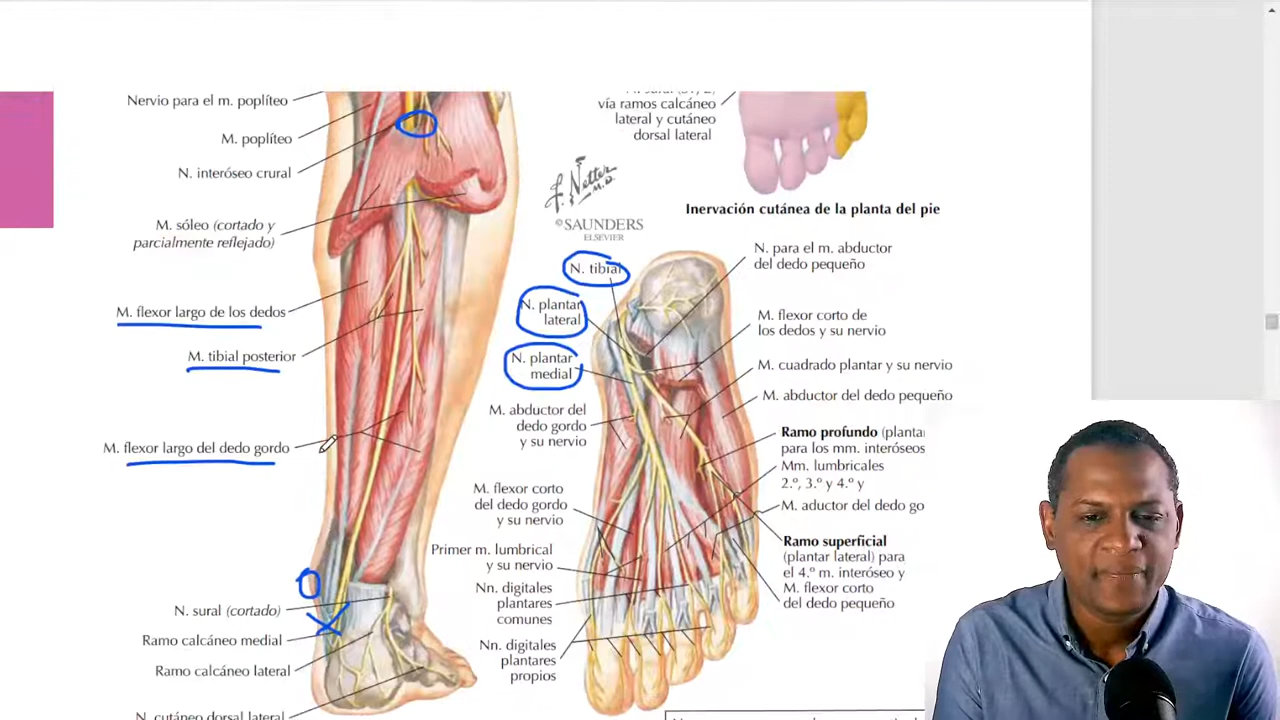 Nervio para el m. poplíteo
M. poplíteo
N. interóseo crural
M. sóleo (cortado y
parcialmente reflejado)
M. flexor largo de los dedos
M. tibial posterior
M. flexor largo del dedo gordo
N. sural (cortado)
Ramo calcáneo medial
Ramo calcáneo lateral
N. cutáneo dorsal lateral
vía ramos calcáneo
lateral y cutáneo
dorsal lateral
F. Netter
M.D.
©SAUNDERS
ELSEVIER
Inervación cutánea de la planta del pie
N. tibial
N. plantar
lateral
N. plantar
medial
M. abductor del
dedo gordo
y su nervio
M. flexor corto
del dedo gordo
y su nervio
Primer m. lumbrical
y su nervio
Nn. digitales
plantares
comunes
Nn. digitales
plantares
propios
N. para el m. abductor
del dedo pequeño
M. flexor corto de
los dedos y su nervio
M. cuadrado plantar y su nervio
M. abductor del dedo pequeño
Ramo profundo (planta
para los mm. interóseos
Mm. lumbricales
2.º, 3.º y 4.º y
M. aductor del dedo go
Ramo superficial
(plantar lateral) para
el 4.º m. interóseo y
M. flexor corto
del dedo pequeño